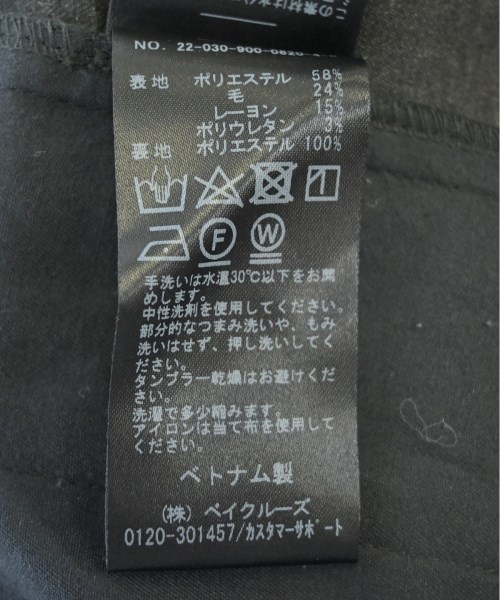 この素材は水
NO. 22-030-900-0820-
表地 ポリエステル 58%
毛 24%
レーヨン 15%
ポリウレタン 3%
裏地 ポリエステル 100%
F W
手洗いは水温30℃以下をお薦
めします。
中性洗剤を使用してください。
部分的なつまみ洗いや、もみ
洗いはせず、押し洗いしてく
ださい。
タンブラー乾燥はお避けくだ
さい。
洗濯で多少縮みます。
アイロンは当て布を使用して
ください。
ベトナム製
(株) ベイクルーズ
0120-301457/カスタマーサポート